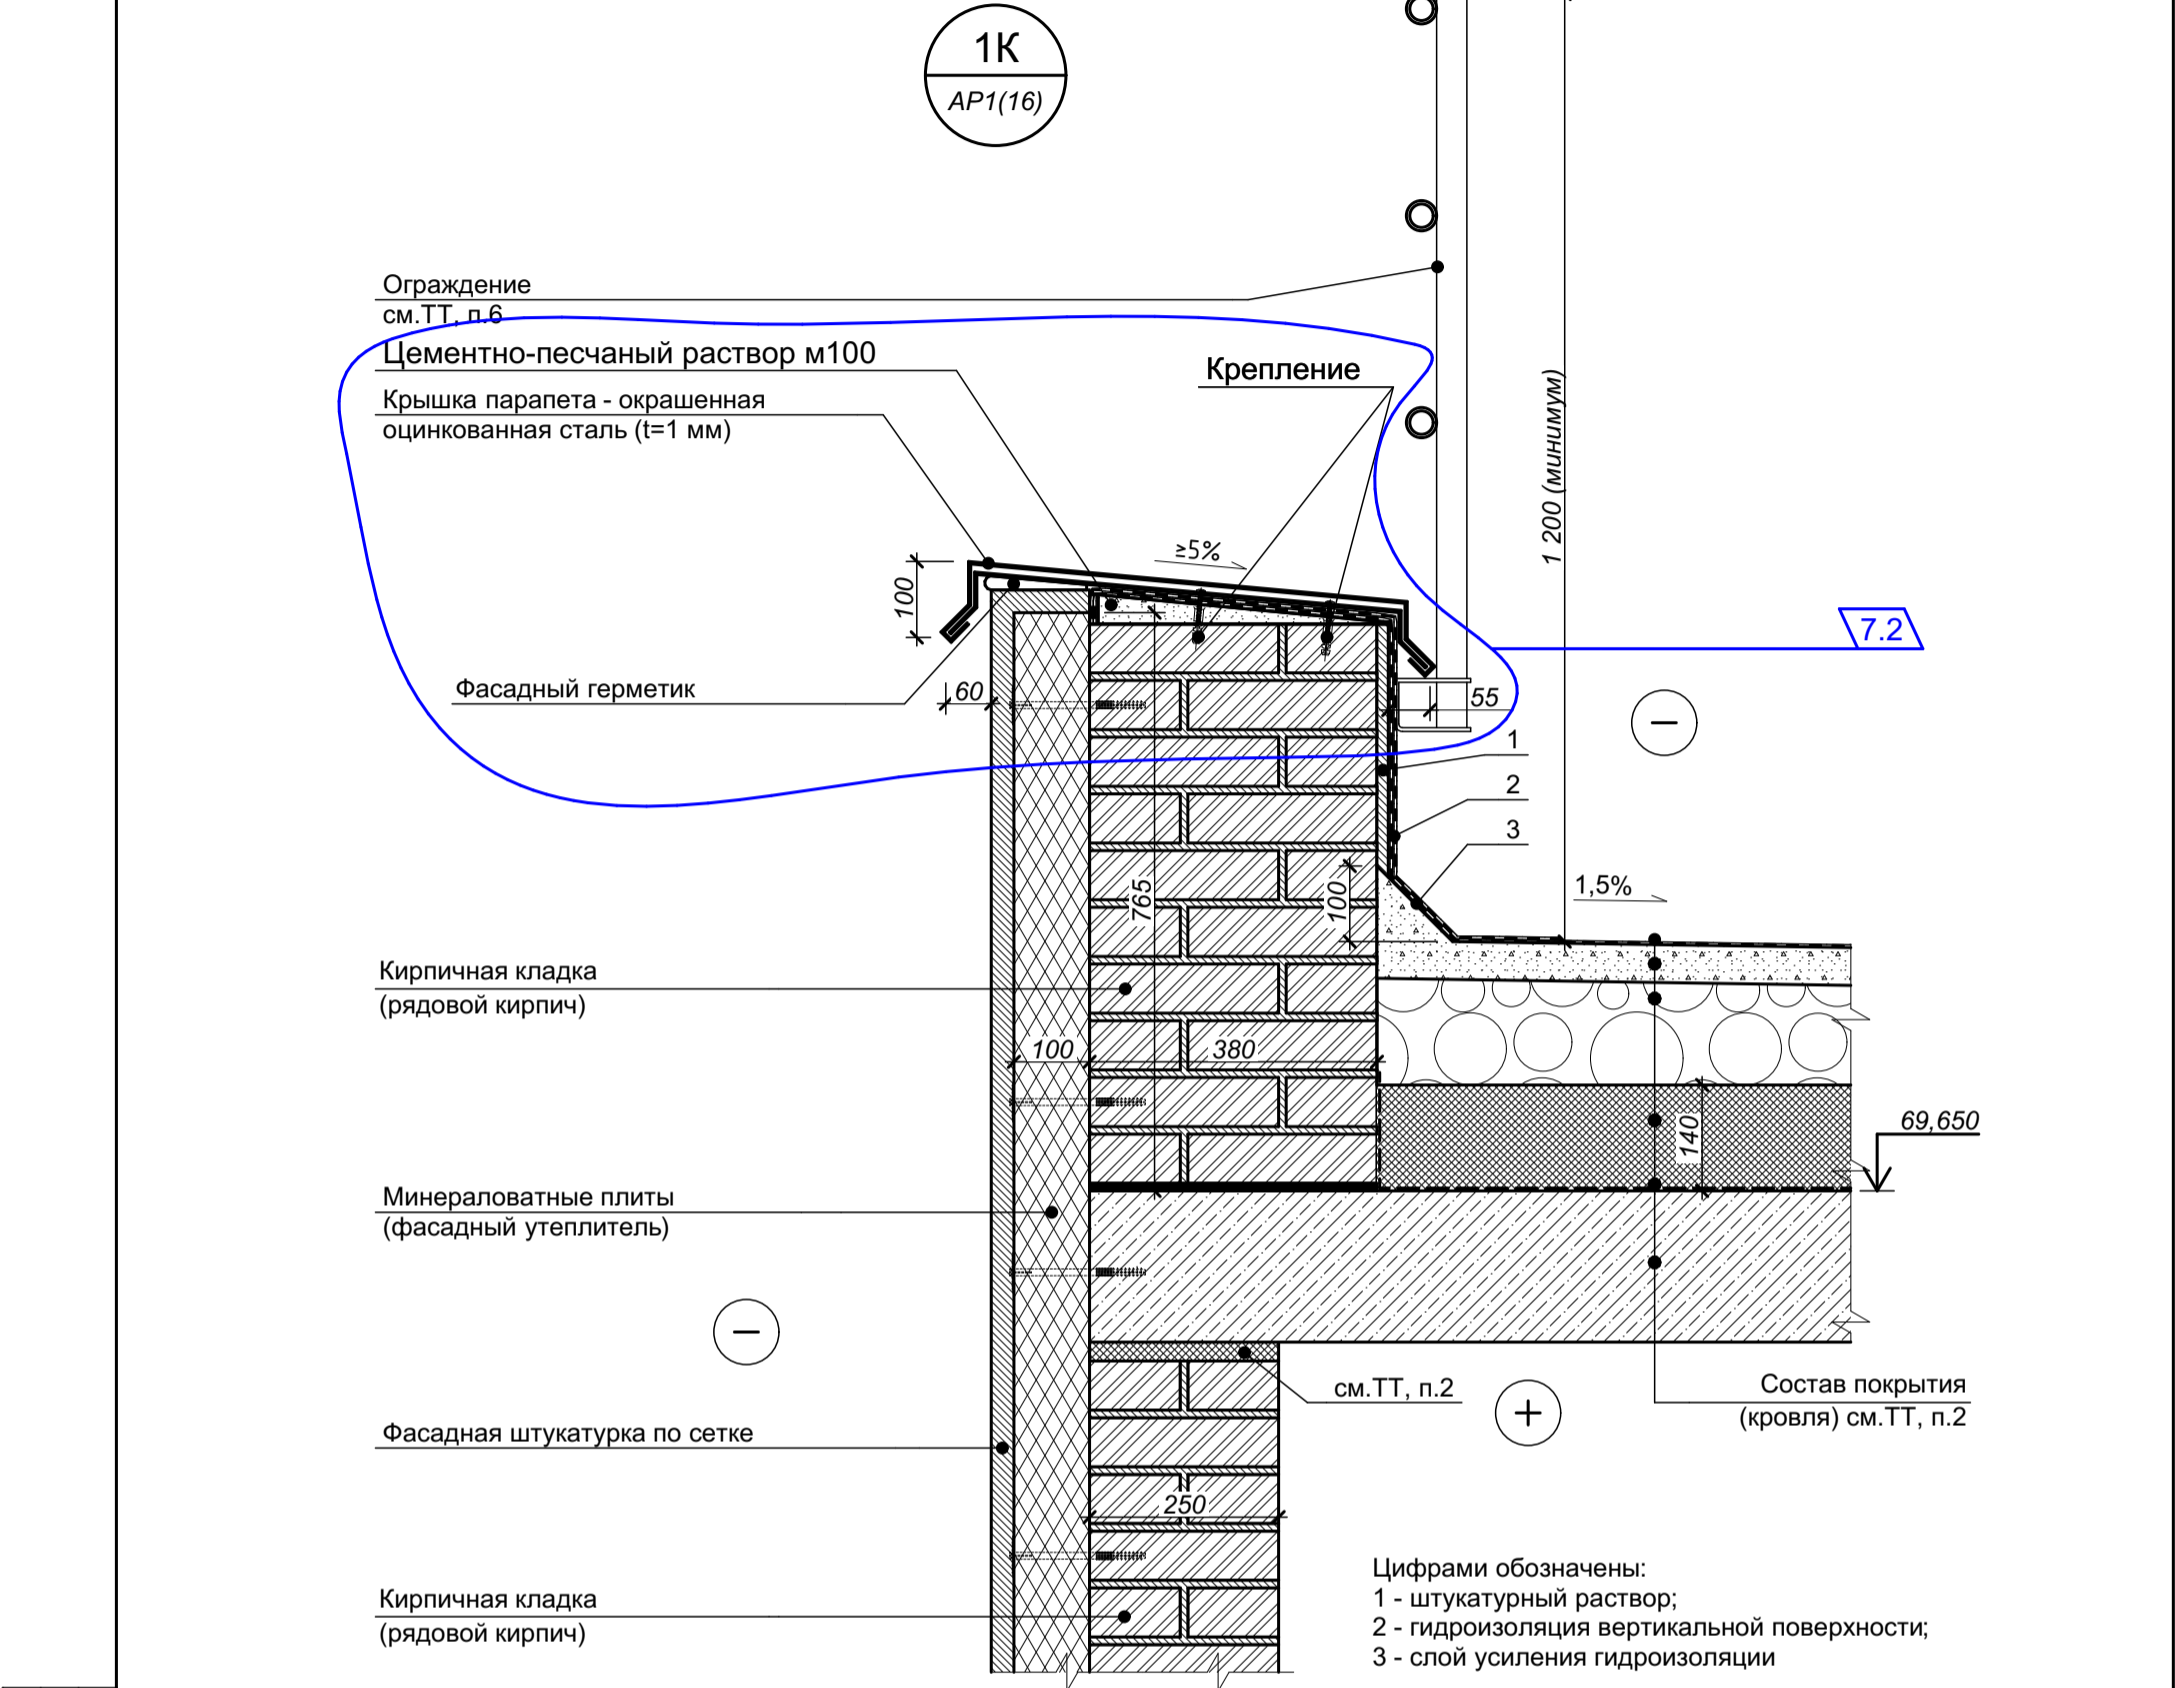 1К
АР1(16)
Ограждение
см.ТТ, п.6
Цементно-песчаный раствор м100
Крепление
Крышка парапета - окрашенная
оцинкованная сталь (t=1 мм)
1 200 (минимум)
≥5%
100
7.2
Фасадный герметик
60
55
1
2
3
765
100
1,5%
Кирпичная кладка
(рядовой кирпич)
100
380
140
69,650
Минераловатные плиты
(фасадный утеплитель)
см.ТТ, п.2
Состав покрытия
(кровля) см.ТТ, п.2
Фасадная штукатурка по сетке
250
Кирпичная кладка
(рядовой кирпич)
Цифрами обозначены:
1 - штукатурный раствор;
2 - гидроизоляция вертикальной поверхности;
3 - слой усиления гидроизоляции